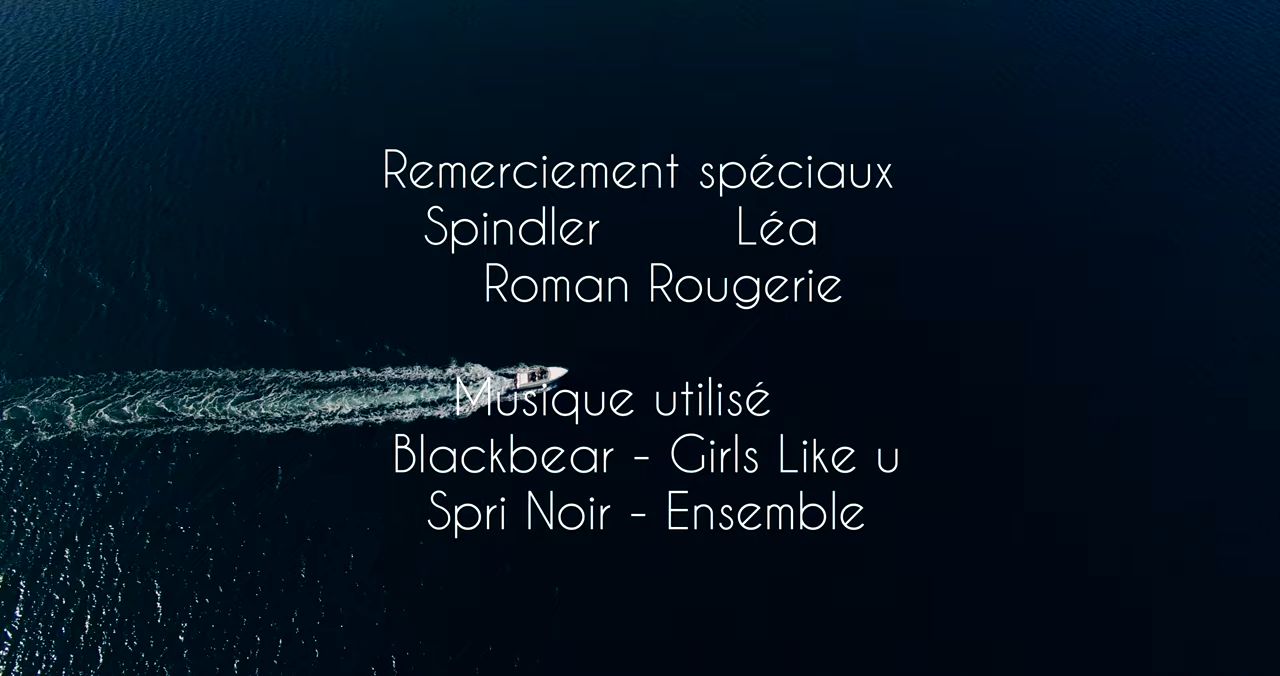 Remerciement spéciaux
Spindler Léa
Roman Rougerie
Musique utilisé
Blackbear - Girls Like u
Spri Noir - Ensemble